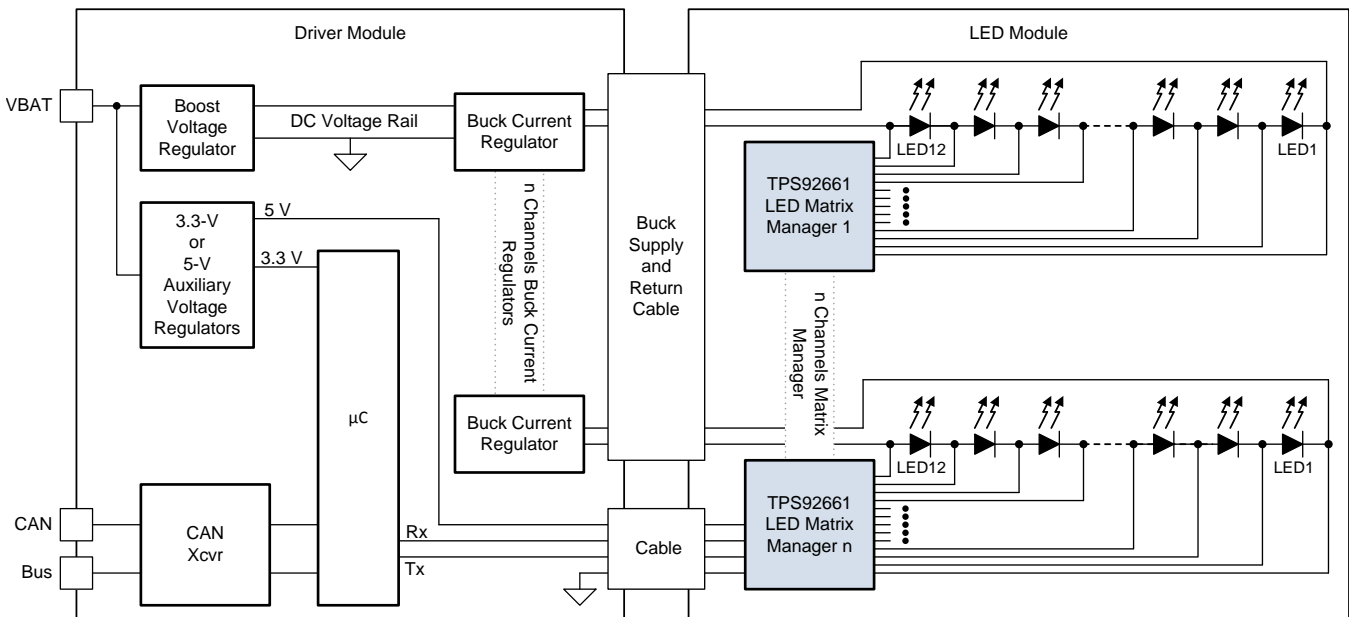 Driver Module
LED Module
VBAT
Boost
Voltage
Regulator
DC Voltage Rail
Buck Current
Regulator
LED12
LED1
TPS92661
LED Matrix
Manager 1
3.3-V
or
5-V
Auxiliary
Voltage
Regulators
5 V
3.3 V
n Channels Buck Current
Regulators
Buck
Supply
and
Return
Cable
n Channels Matrix
Manager
µC
Buck Current
Regulator
LED12
LED1
TPS92661
LED Matrix
Manager n
CAN
Bus
CAN
Xcvr
Rx
Tx
Cable